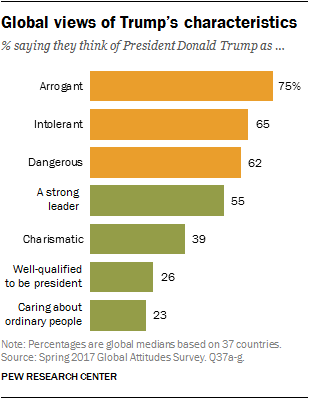 Global views of Trump's characteristics
% saying they think of President Donald Trump as ...
Arrogant 75%
Intolerant 65
Dangerous 62
A strong
leader 55
Charismatic 39
Well-qualified
to be president 26
Caring about
ordinary people 23
Note: Percentages are global medians based on 37 countries.
Source: Spring 2017 Global Attitudes Survey. Q37a-g.
PEW RESEARCH CENTER